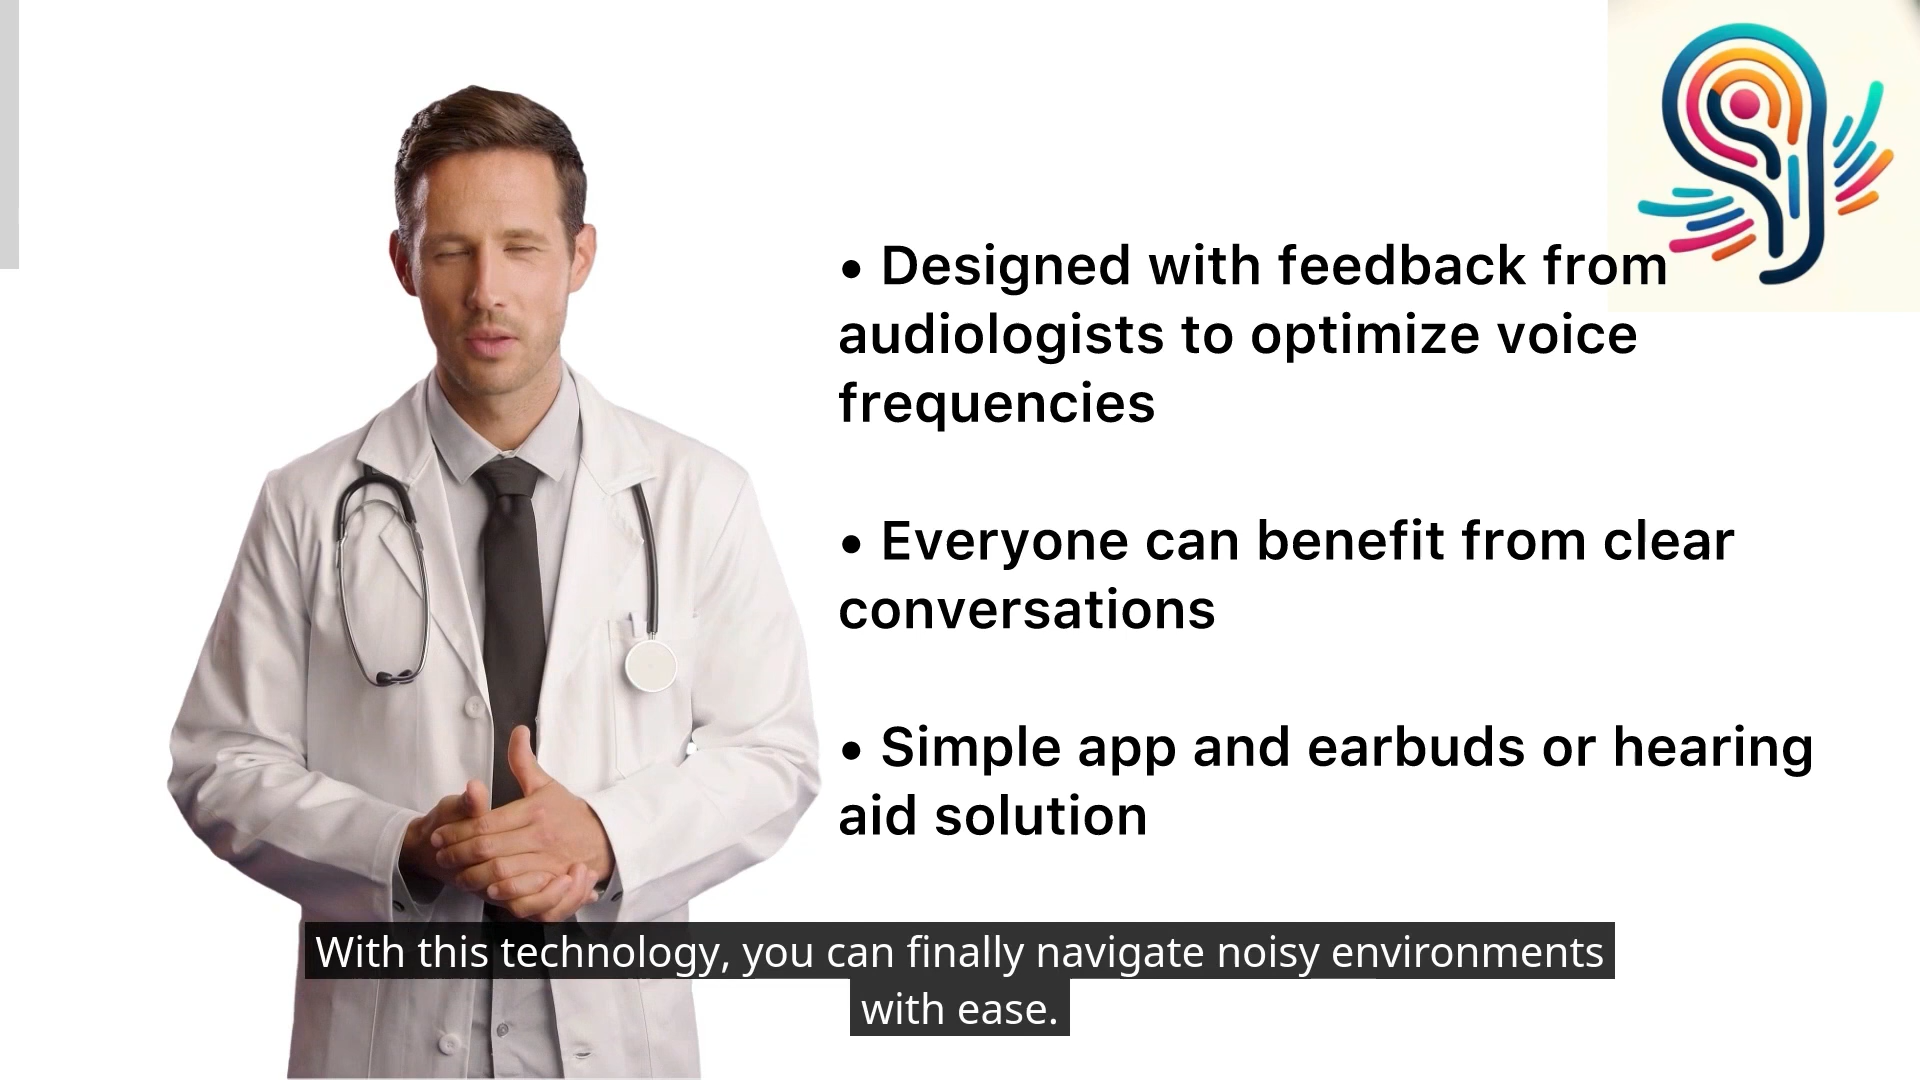 • Designed with feedback from
audiologists to optimize voice
frequencies
• Everyone can benefit from clear
conversations
• Simple app and earbuds or hearing
aid solution
With this technology, you can finally navigate noisy environments
with ease.